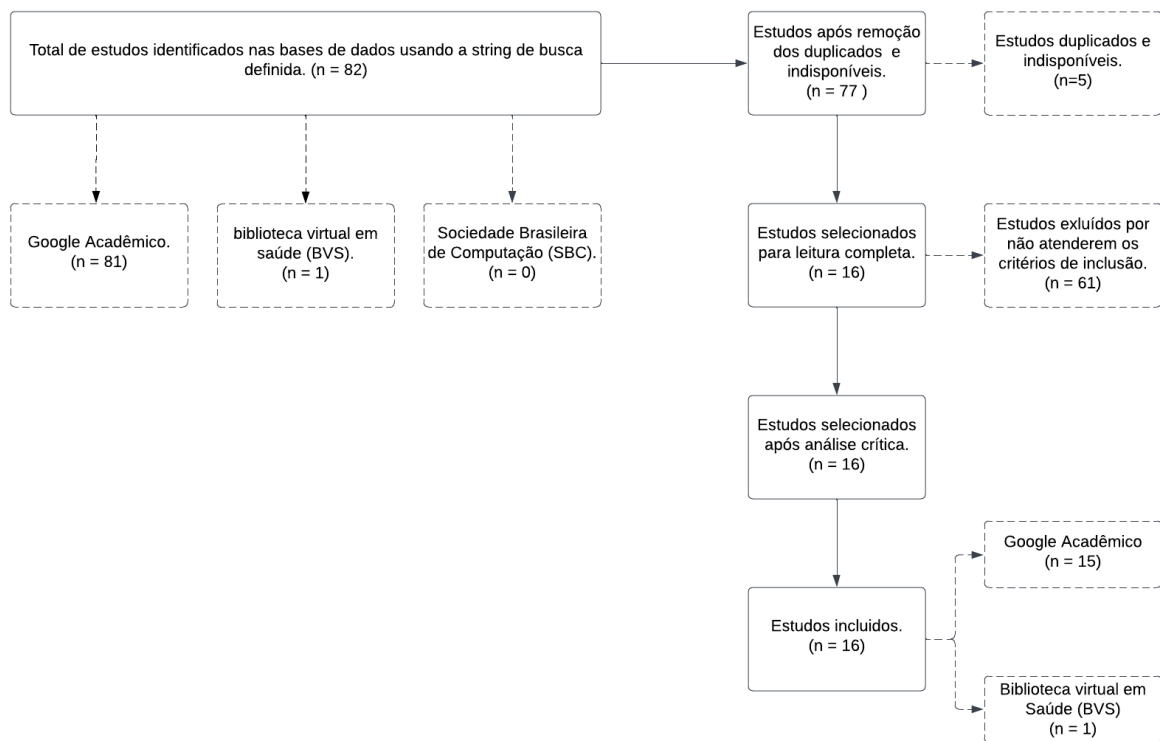 Total de estudos identificados nas bases de dados usando a string de busca
definida. (n = 82)
Estudos após remoção
dos duplicados e
indisponíveis.
(n = 77 )
Estudos duplicados e
indisponíveis.
(n=5)
Google Acadêmico.
(n = 81)
biblioteca virtual em
saúde (BVS).
(n = 1)
Sociedade Brasileira
de Computação (SBC).
(n = 0)
Estudos selecionados
para leitura completa.
(n = 16)
Estudos exluídos por
não atenderem os
critérios de inclusão.
(n = 61)
Estudos selecionados
após análise crítica.
(n = 16)
Estudos incluidos.
(n = 16)
Google Acadêmico
(n = 15)
Biblioteca virtual em
Saúde (BVS)
(n = 1)